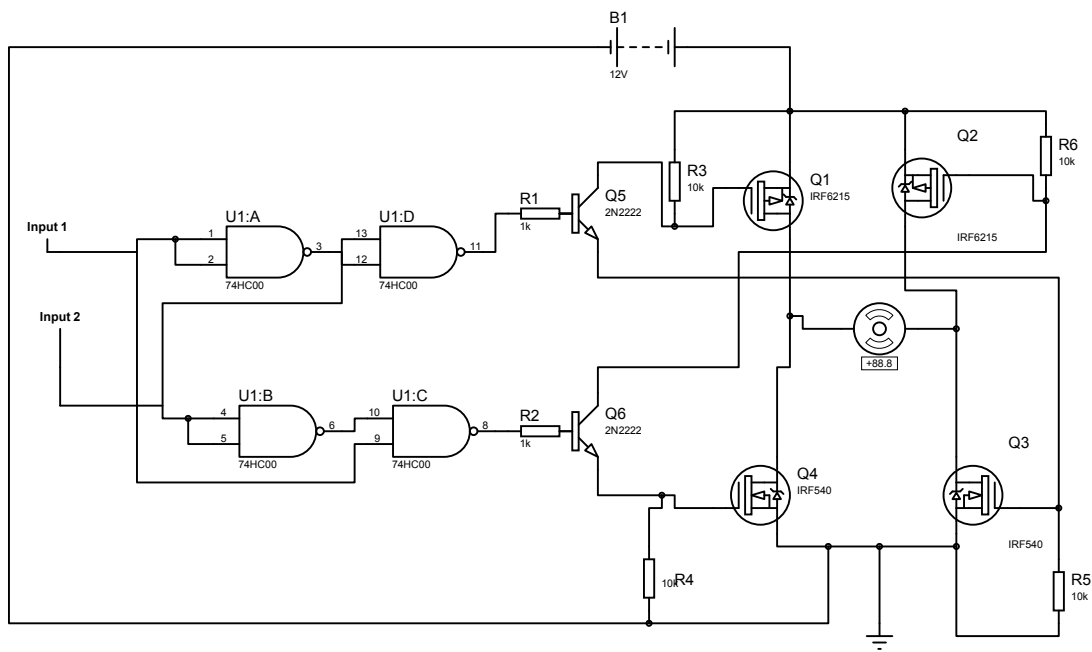 B1
12V
Input 1
U1:A
1
2
3
74HC00
U1:D
13
12
11
74HC00
R1
1k
Q5
2N2222
R3
10k
Q1
IRF6215
Q2
IRF6215
R6
10k
Input 2
+88.8
U1:B
4
5
6
74HC00
U1:C
10
9
8
74HC00
R2
1k
Q6
2N2222
Q4
IRF540
Q3
IRF540
R4
10k
R5
10k